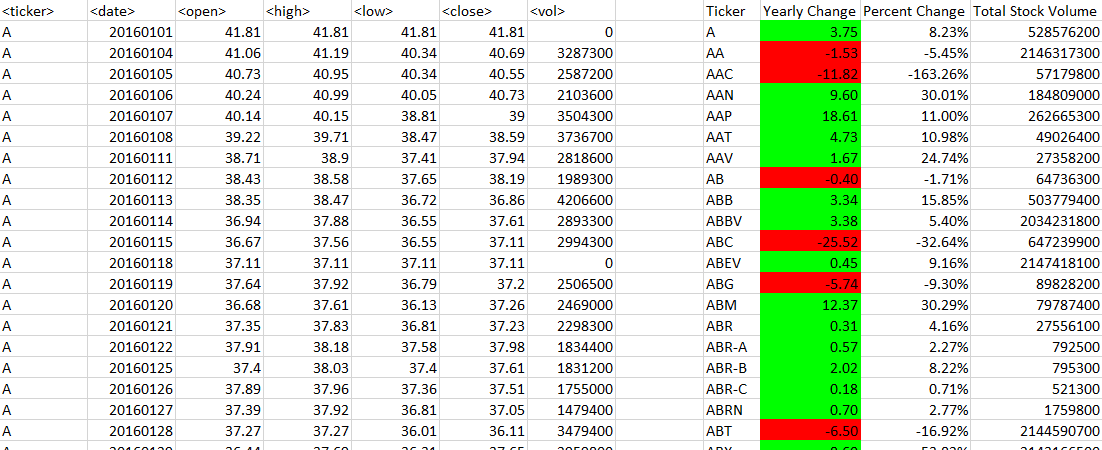 <ticker> <date> <open> <high> <low> <close> <vol> Ticker Yearly Change Percent Change Total Stock Volume
A 20160101 41.81 41.81 41.81 41.81 0 A 3.75 8.23% 528576200
A 20160104 41.06 41.19 40.34 40.69 3287300 AA -1.53 -5.45% 2146317300
A 20160105 40.73 40.95 40.34 40.55 2587200 AAC -11.82 -163.26% 57179800
A 20160106 40.24 40.99 40.05 40.73 2103600 AAN 9.60 30.01% 184809000
A 20160107 40.14 40.15 38.81 39 3504300 AAP 18.61 11.00% 262665300
A 20160108 39.22 39.71 38.47 38.59 3736700 AAT 4.73 10.98% 49026400
A 20160111 38.71 38.9 37.41 37.94 2818600 AAV 1.67 24.74% 27358200
A 20160112 38.43 38.58 37.65 38.19 1989300 AB -0.40 -1.71% 64736300
A 20160113 38.35 38.47 36.72 36.86 4206600 ABB 3.34 15.85% 503779400
A 20160114 36.94 37.88 36.55 37.61 2893300 ABBV 3.38 5.40% 2034231800
A 20160115 36.67 37.56 36.55 37.11 2994300 ABC -25.52 -32.64% 647239900
A 20160118 37.11 37.11 37.11 37.11 0 ABEV 0.45 9.16% 2147418100
A 20160119 37.64 37.92 36.79 37.2 2506500 ABG -5.74 -9.30% 89828200
A 20160120 36.68 37.61 36.13 37.26 2469000 ABM 12.37 30.29% 79787400
A 20160121 37.35 37.83 36.81 37.23 2298300 ABR 0.31 4.16% 27556100
A 20160122 37.91 38.18 37.58 37.98 1834400 ABR-A 0.57 2.27% 792500
A 20160125 37.4 38.03 37.4 37.61 1831200 ABR-B 2.02 8.22% 795300
A 20160126 37.89 37.96 37.36 37.51 1755000 ABR-C 0.18 0.71% 521300
A 20160127 37.39 37.92 36.81 37.05 1479400 ABRN 0.70 2.77% 1759800
A 20160128 37.27 37.27 36.01 36.11 3479400 ABT -6.50 -16.92% 2144590700